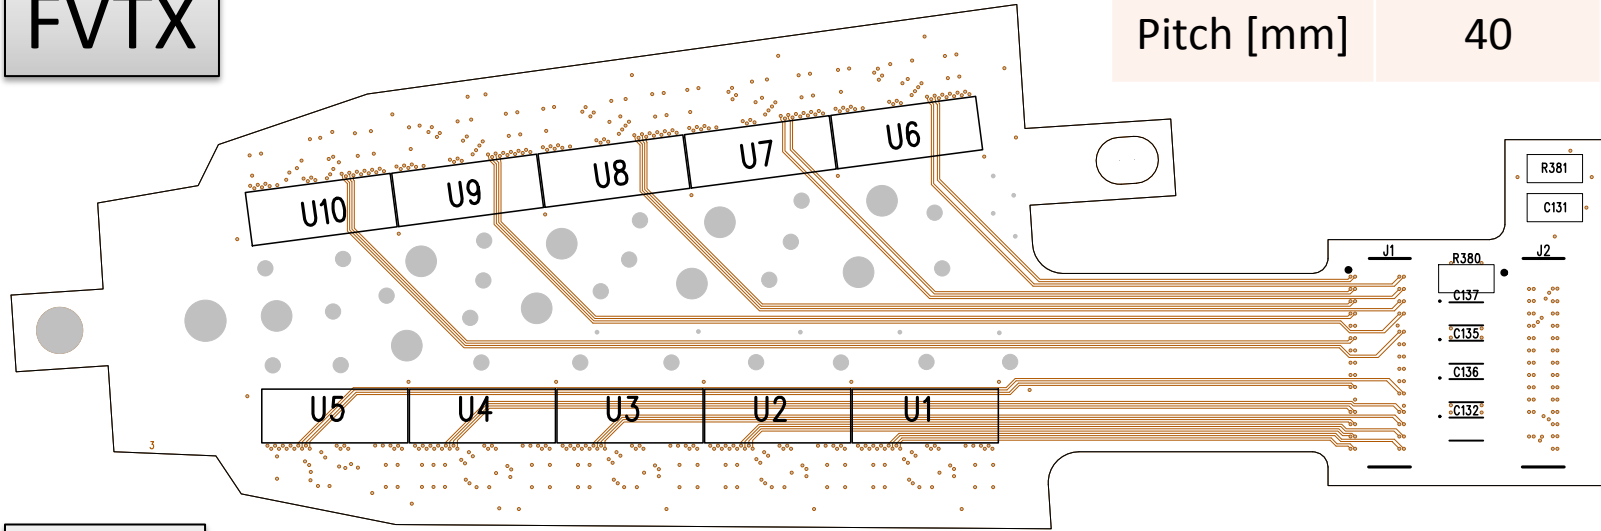 FVTX
Pitch [mm] 40
U6
U7
U8
U9
U10
R381
C131
J1
J2
R380
C137
C135
C136
C132
U5 U4 U3 U2 U1
3